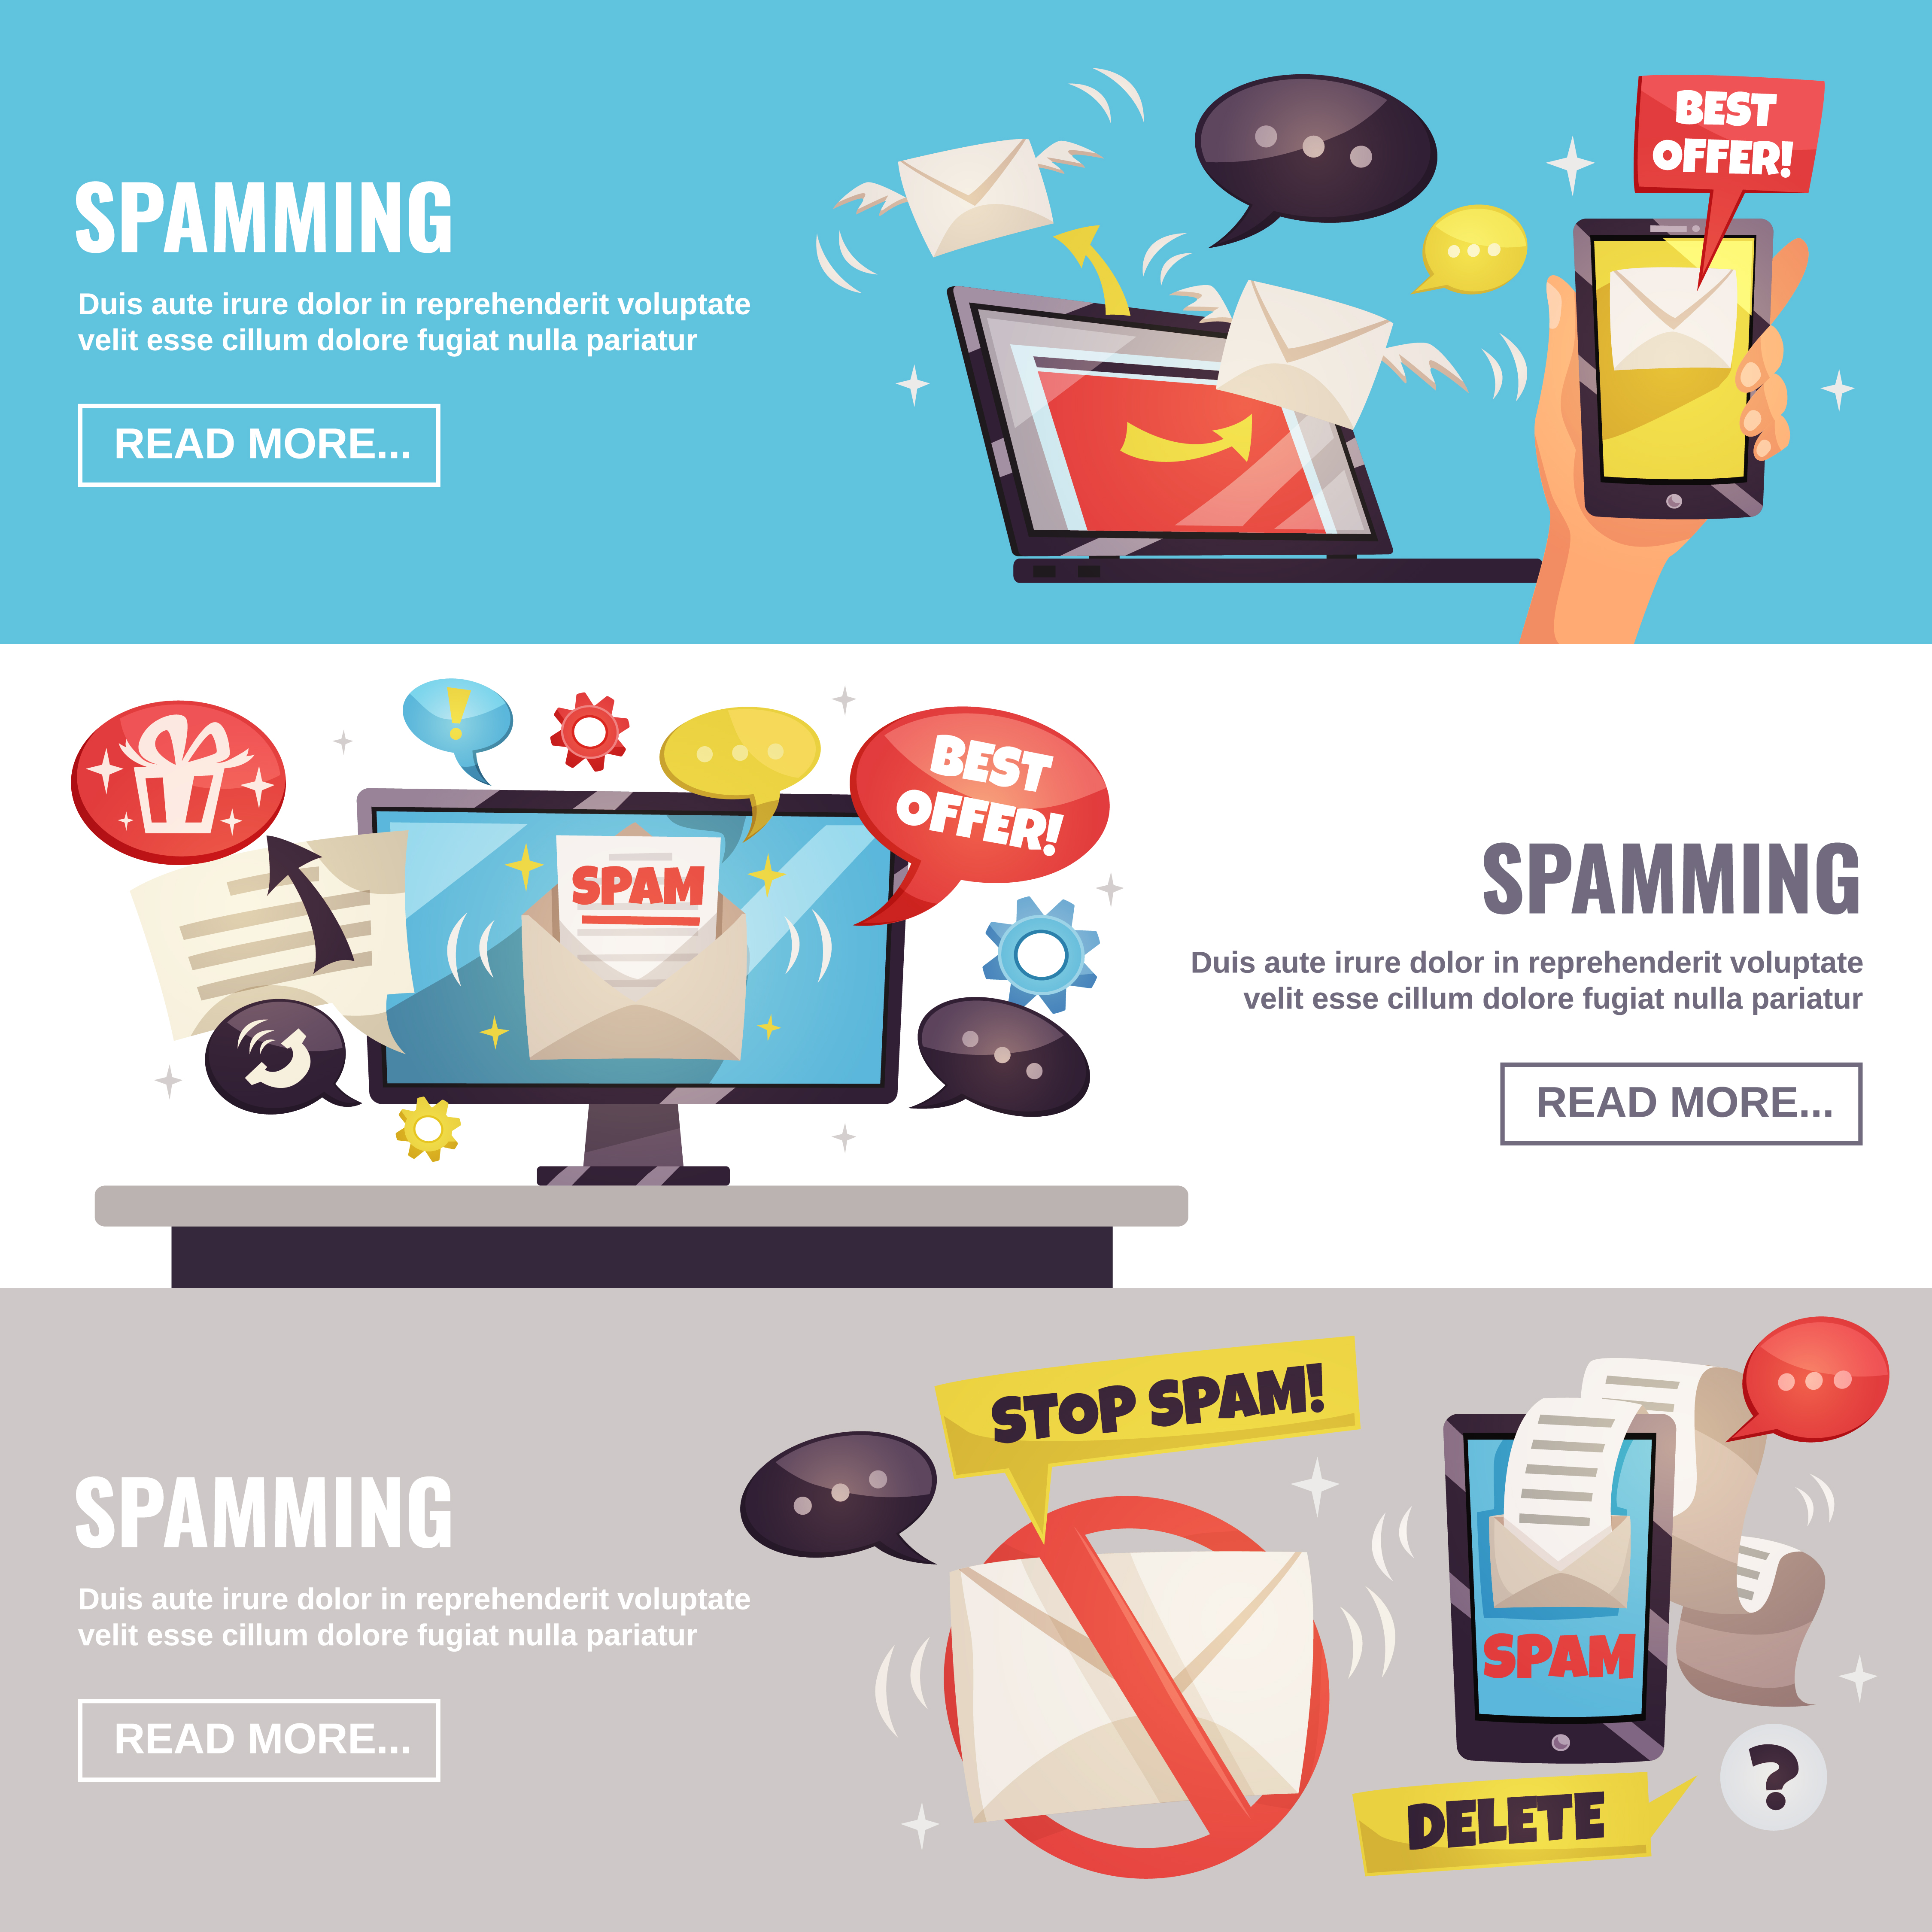 SPAMMING
Duis aute irure dolor in reprehenderit voluptate
velit esse cillum dolore fugiat nulla pariatur
READ MORE...
BEST
OFFER!
!
BEST
OFFER!
SPAM
SPAMMING
Duis aute irure dolor in reprehenderit voluptate
velit esse cillum dolore fugiat nulla pariatur
READ MORE...
SPAMMING
Duis aute irure dolor in reprehenderit voluptate
velit esse cillum dolore fugiat nulla pariatur
READ MORE...
STOP SPAM!
SPAM
DELETE
?